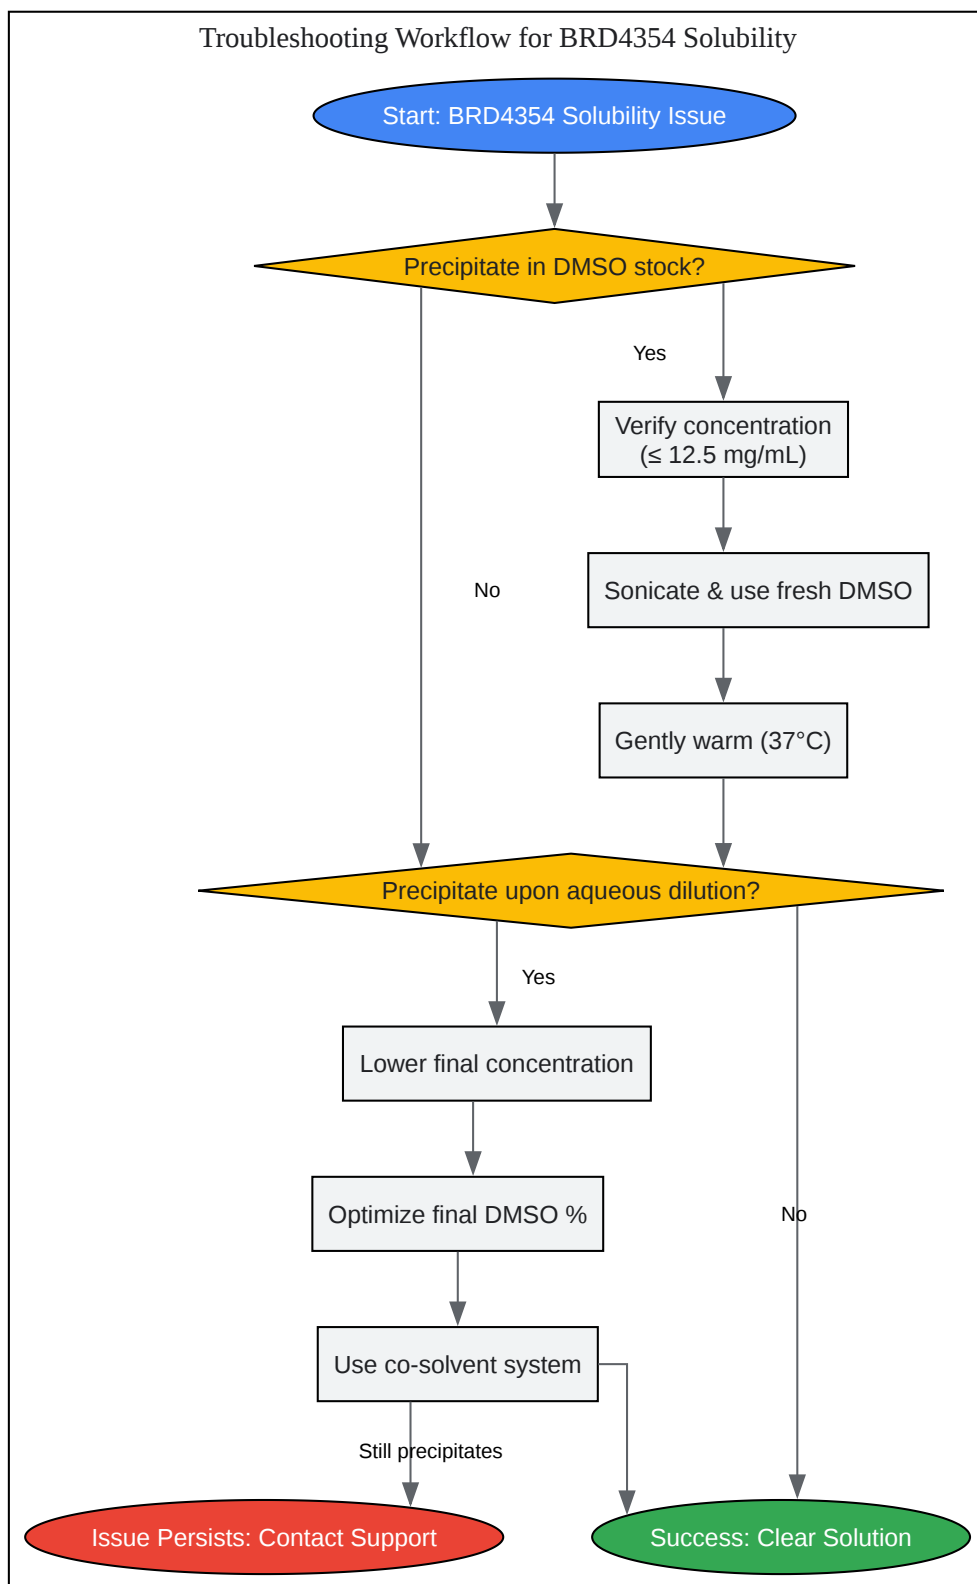 Troubleshooting Workflow for BRD4354 Solubility
Start: BRD4354 Solubility Issue
Precipitate in DMSO stock?
Yes
Verify concentration
(≤ 12.5 mg/mL)
No
Sonicate & use fresh DMSO
Gently warm (37°C)
Precipitate upon aqueous dilution?
Yes
Lower final concentration
Optimize final DMSO %
No
Use co-solvent system
Still precipitates
Issue Persists: Contact Support
Success: Clear Solution